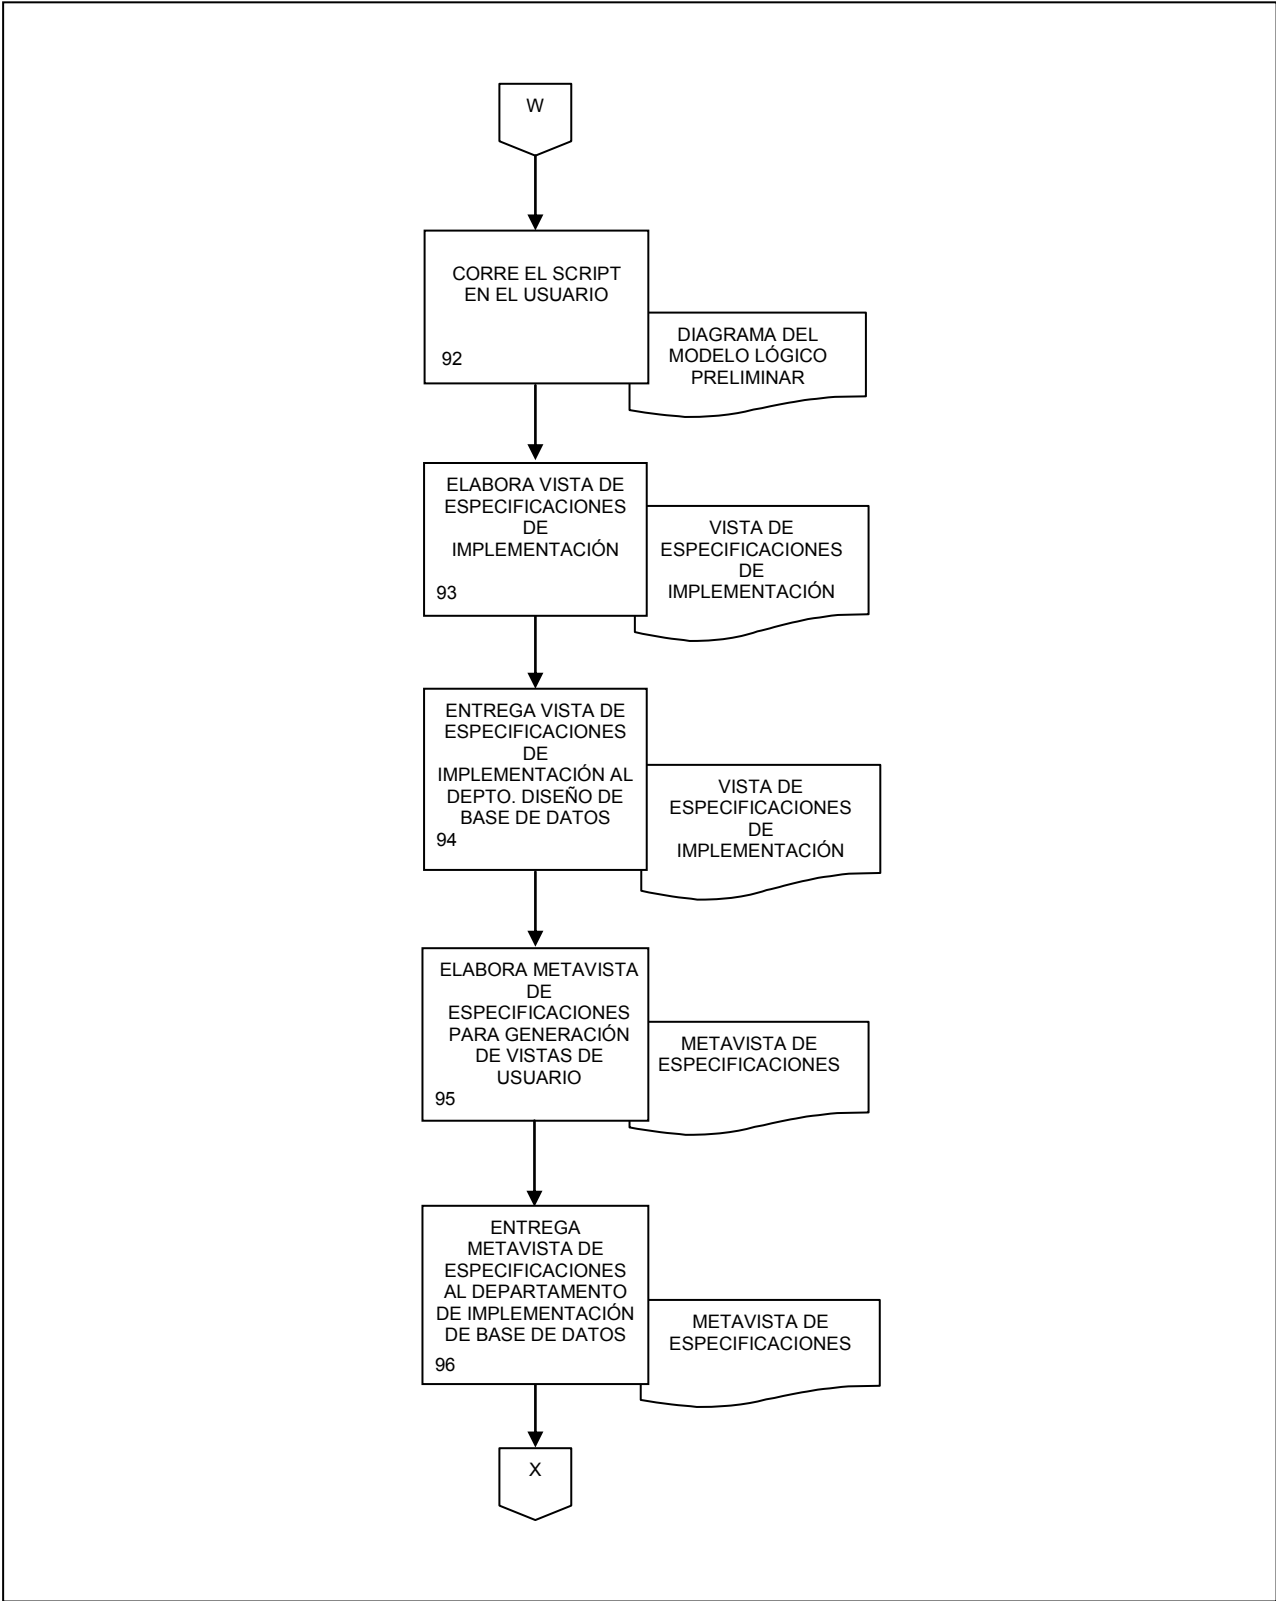 W
CORRE EL SCRIPT
EN EL USUARIO
92
DIAGRAMA DEL
MODELO LÓGICO
PRELIMINAR
ELABORA VISTA DE
ESPECIFICACIONES
DE
IMPLEMENTACIÓN
93
VISTA DE
ESPECIFICACIONES
DE
IMPLEMENTACIÓN
ENTREGA VISTA DE
ESPECIFICACIONES
DE
IMPLEMENTACIÓN AL
DEPTO. DISEÑO DE
BASE DE DATOS
94
VISTA DE
ESPECIFICACIONES
DE
IMPLEMENTACIÓN
ELABORA METAVISTA
DE
ESPECIFICACIONES
PARA GENERACIÓN
DE VISTAS DE
USUARIO
95
METAVISTA DE
ESPECIFICACIONES
ENTREGA
METAVISTA DE
ESPECIFICACIONES
AL DEPARTAMENTO
DE IMPLEMENTACIÓN
DE BASE DE DATOS
96
METAVISTA DE
ESPECIFICACIONES
X